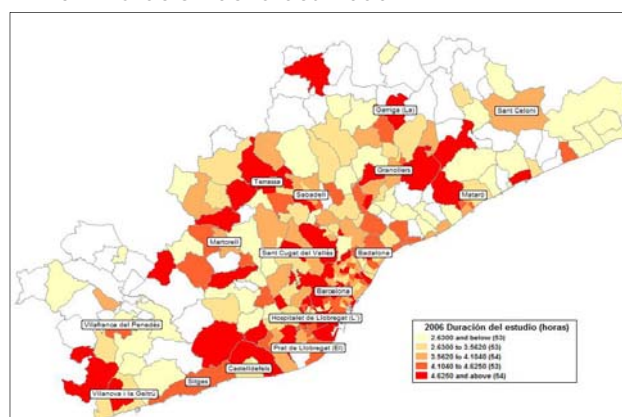 Garriga (La)
Sant Celoni
Granollers
Terrassa
Sabadell
Mataró
Martorell
Sant Cugat del Vallès
Badalona
Barcelona
Vilafranca del Penedès
Hospitalet de Llobregat (L')
Prat de Llobregat (El)
Castelldefels
Sitges
Vilanova i la Geltrú
2006 Duración del estudio (horas)
2.6300 and below (53)
2.6300 to 3.5620 (53)
3.5620 to 4.1040 (54)
4.1040 to 4.6250 (53)
4.6250 and above (54)